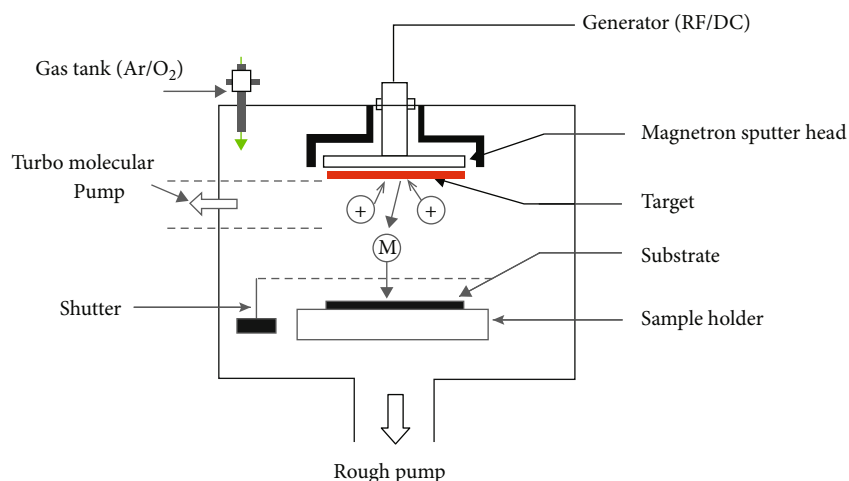 Generator (RF/DC)
Gas tank (Ar/O₂)
Magnetron sputter head
Turbo molecular
Pump
Target
+
+
M
Substrate
Shutter
Sample holder
Rough pump